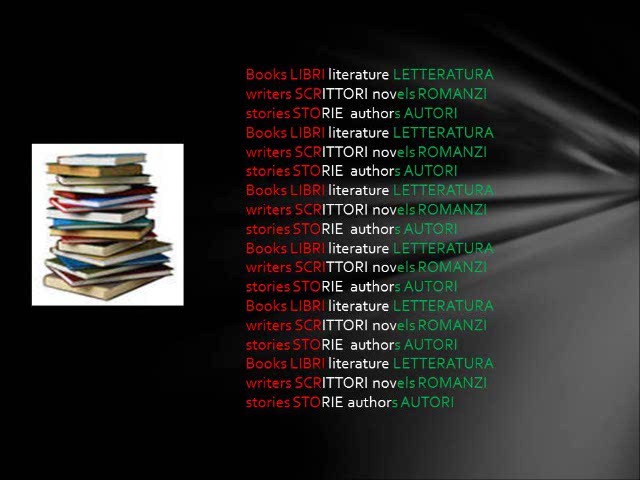 Books LIBRI literature LETTERATURA
writers SCRITTORI novels ROMANZI
stories STORIE authors AUTORI
Books LIBRI literature LETTERATURA
writers SCRITTORI novels ROMANZI
stories STORIE authors AUTORI
Books LIBRI literature LETTERATURA
writers SCRITTORI novels ROMANZI
stories STORIE authors AUTORI
Books LIBRI literature LETTERATURA
writers SCRITTORI novels ROMANZI
stories STORIE authors AUTORI
Books LIBRI literature LETTERATURA
writers SCRITTORI novels ROMANZI
stories STORIE authors AUTORI
Books LIBRI literature LETTERATURA
writers SCRITTORI novels ROMANZI
stories STORIE authors AUTORI